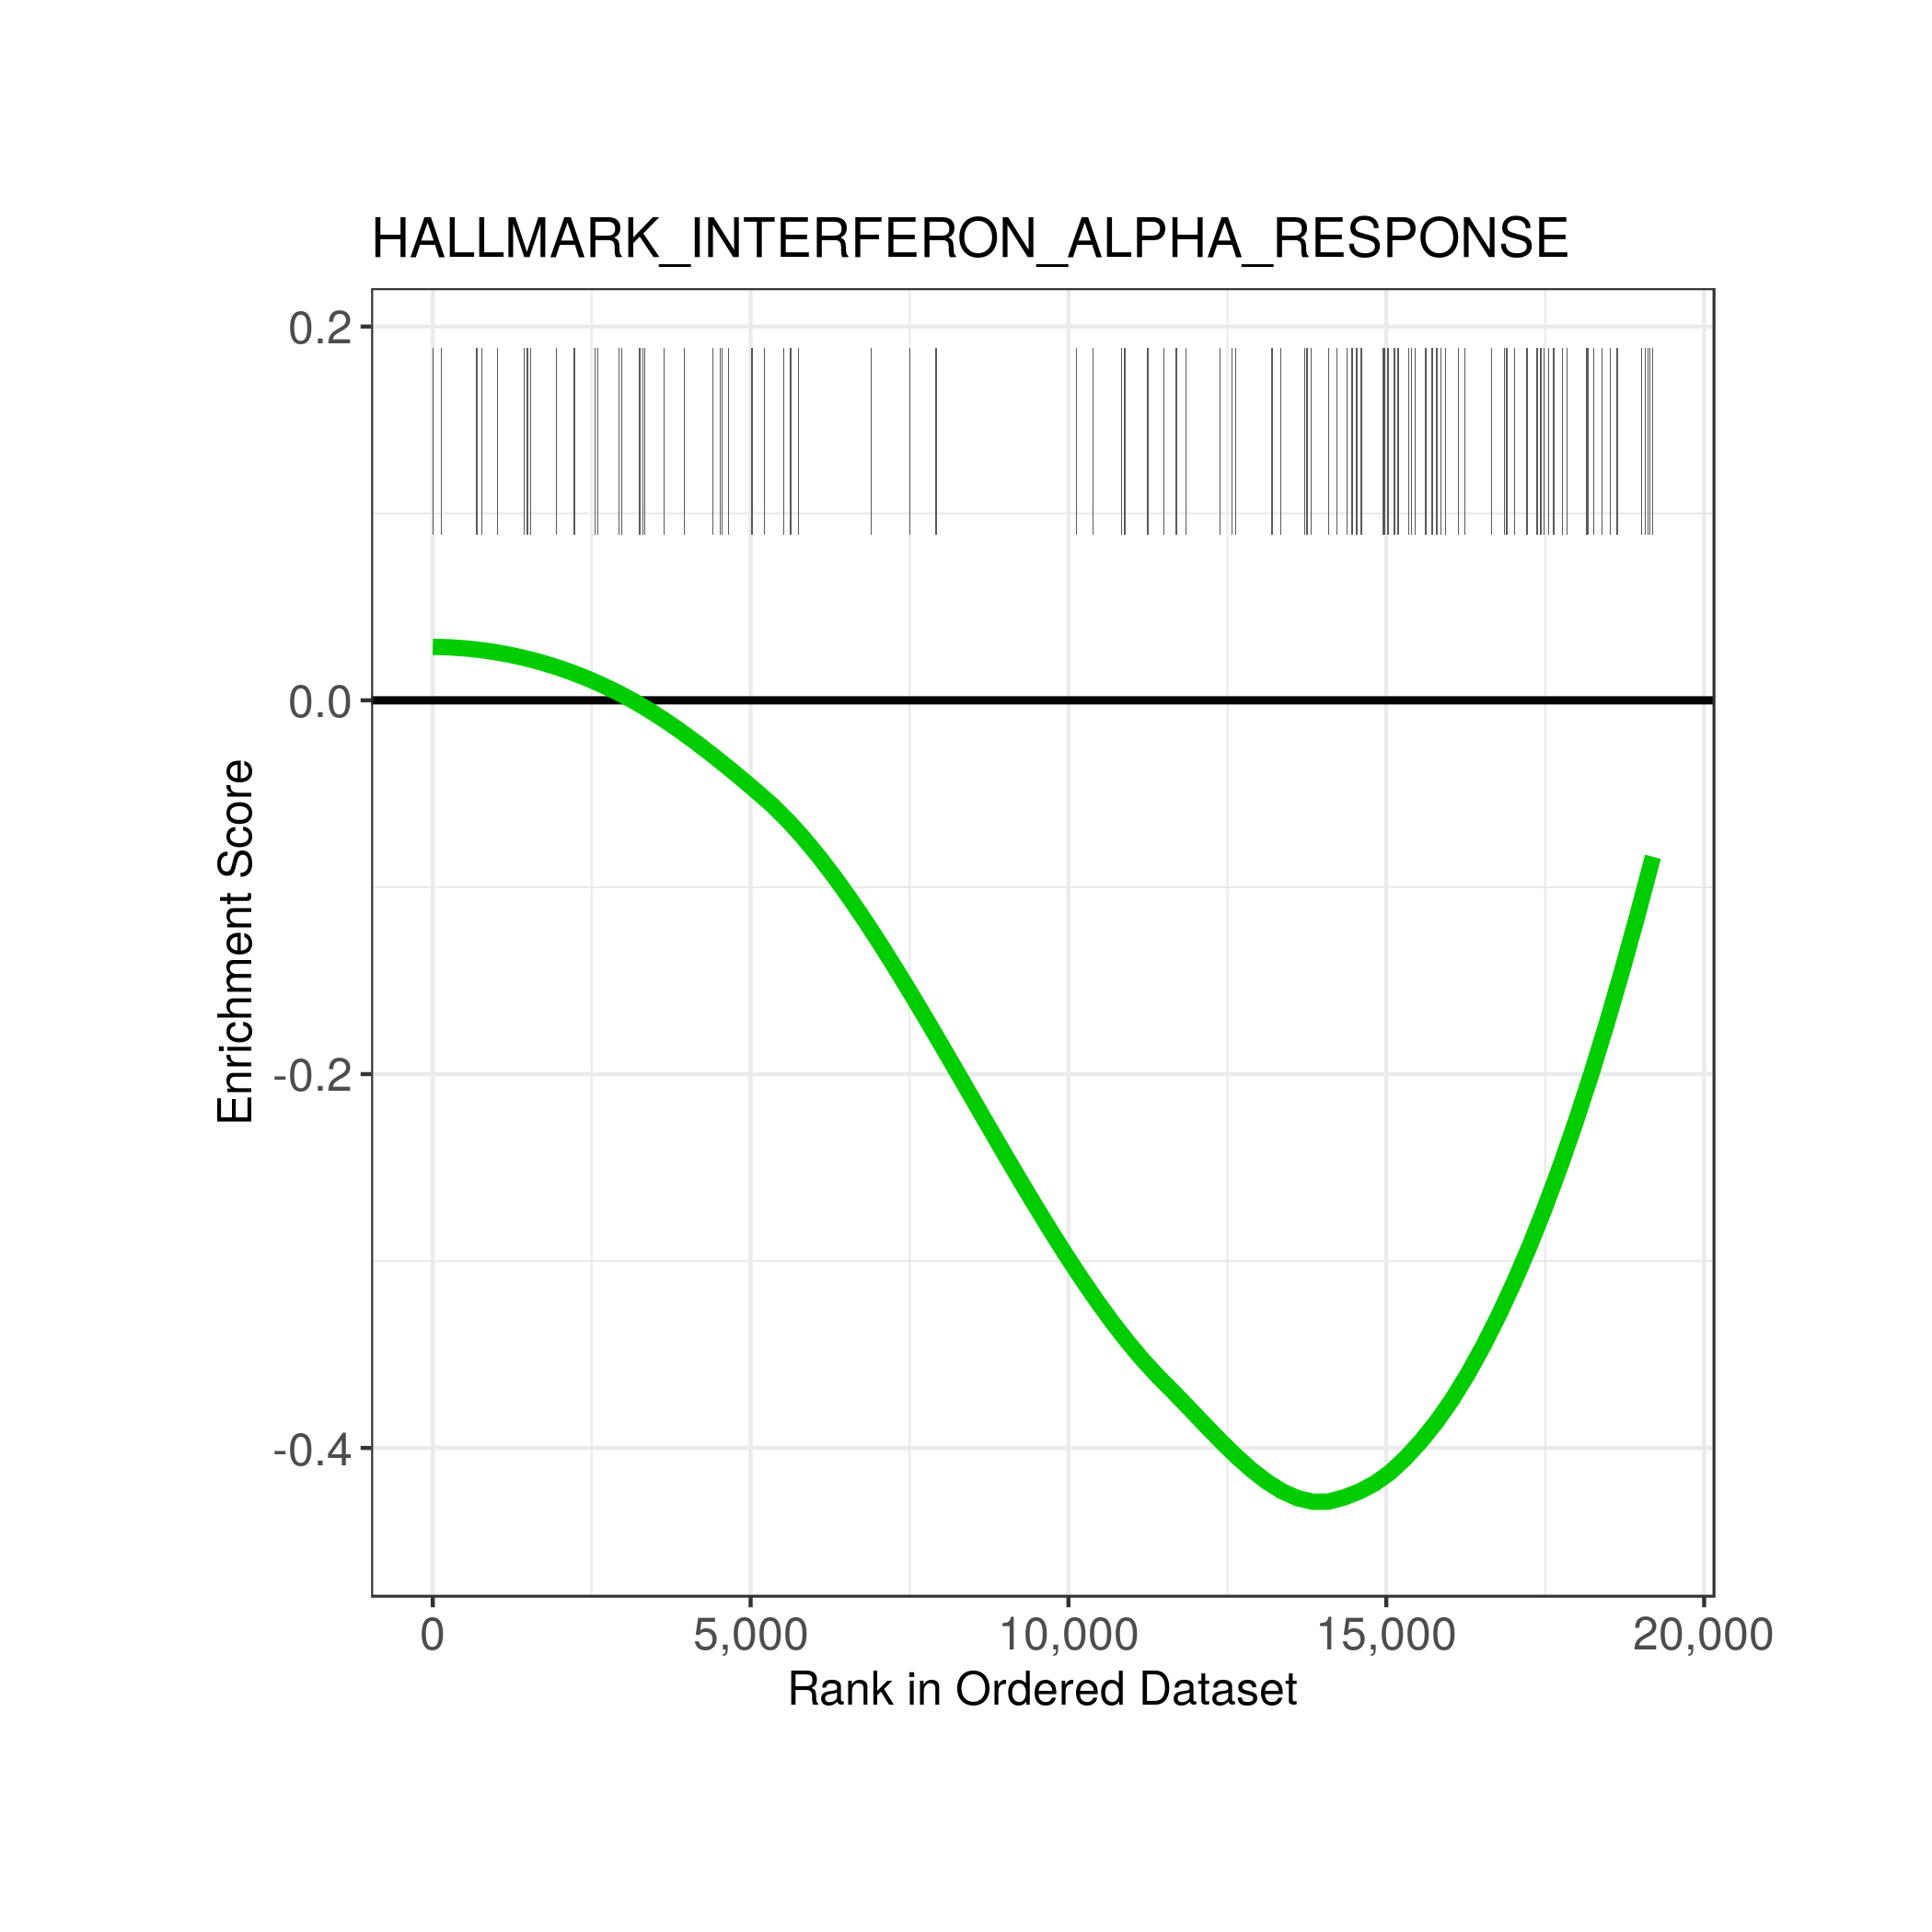 HALLMARK_INTERFERON_ALPHA_RESPONSE
0.2
0.0
-0.2
-0.4
Enrichment Score
0 5,000 10,000 15,000 20,000
Rank in Ordered Dataset